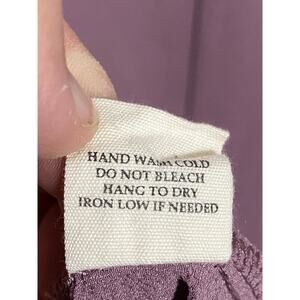 HAND WASH COLD
DO NOT BLEACH
HANG TO DRY
IRON LOW IF NEEDED